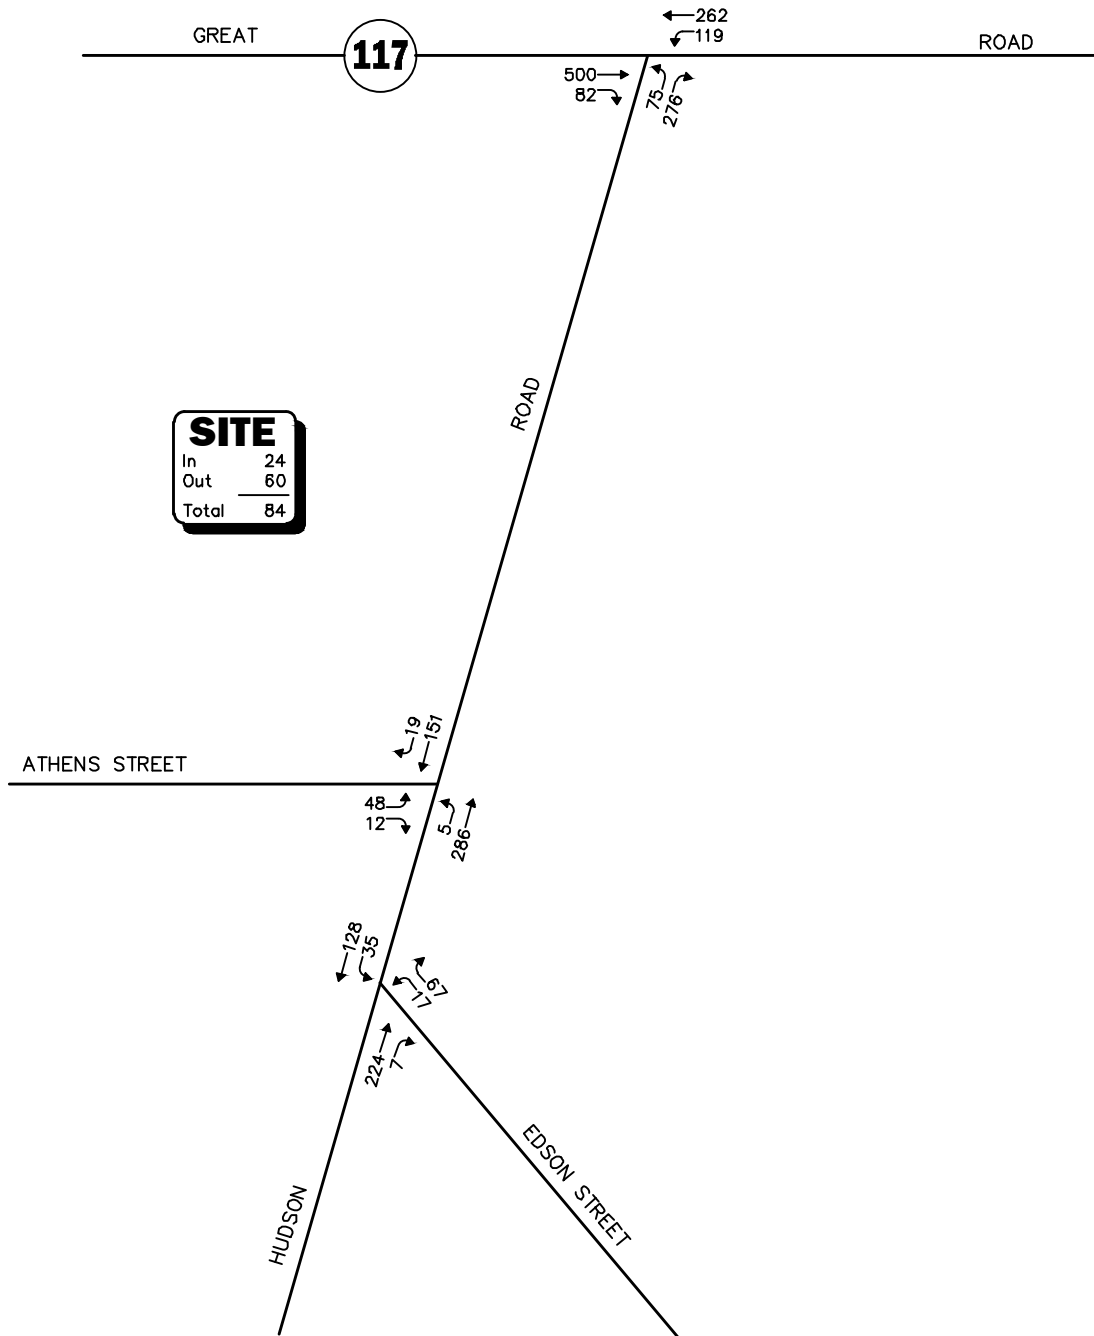 262
119
GREAT
117
ROAD
500
82
75
276
ROAD
SITE
In 24
Out 60
Total 84
19
151
ATHENS STREET
48
12
5
286
128
35
67
17
224
7
EDSON STREET
HUDSON